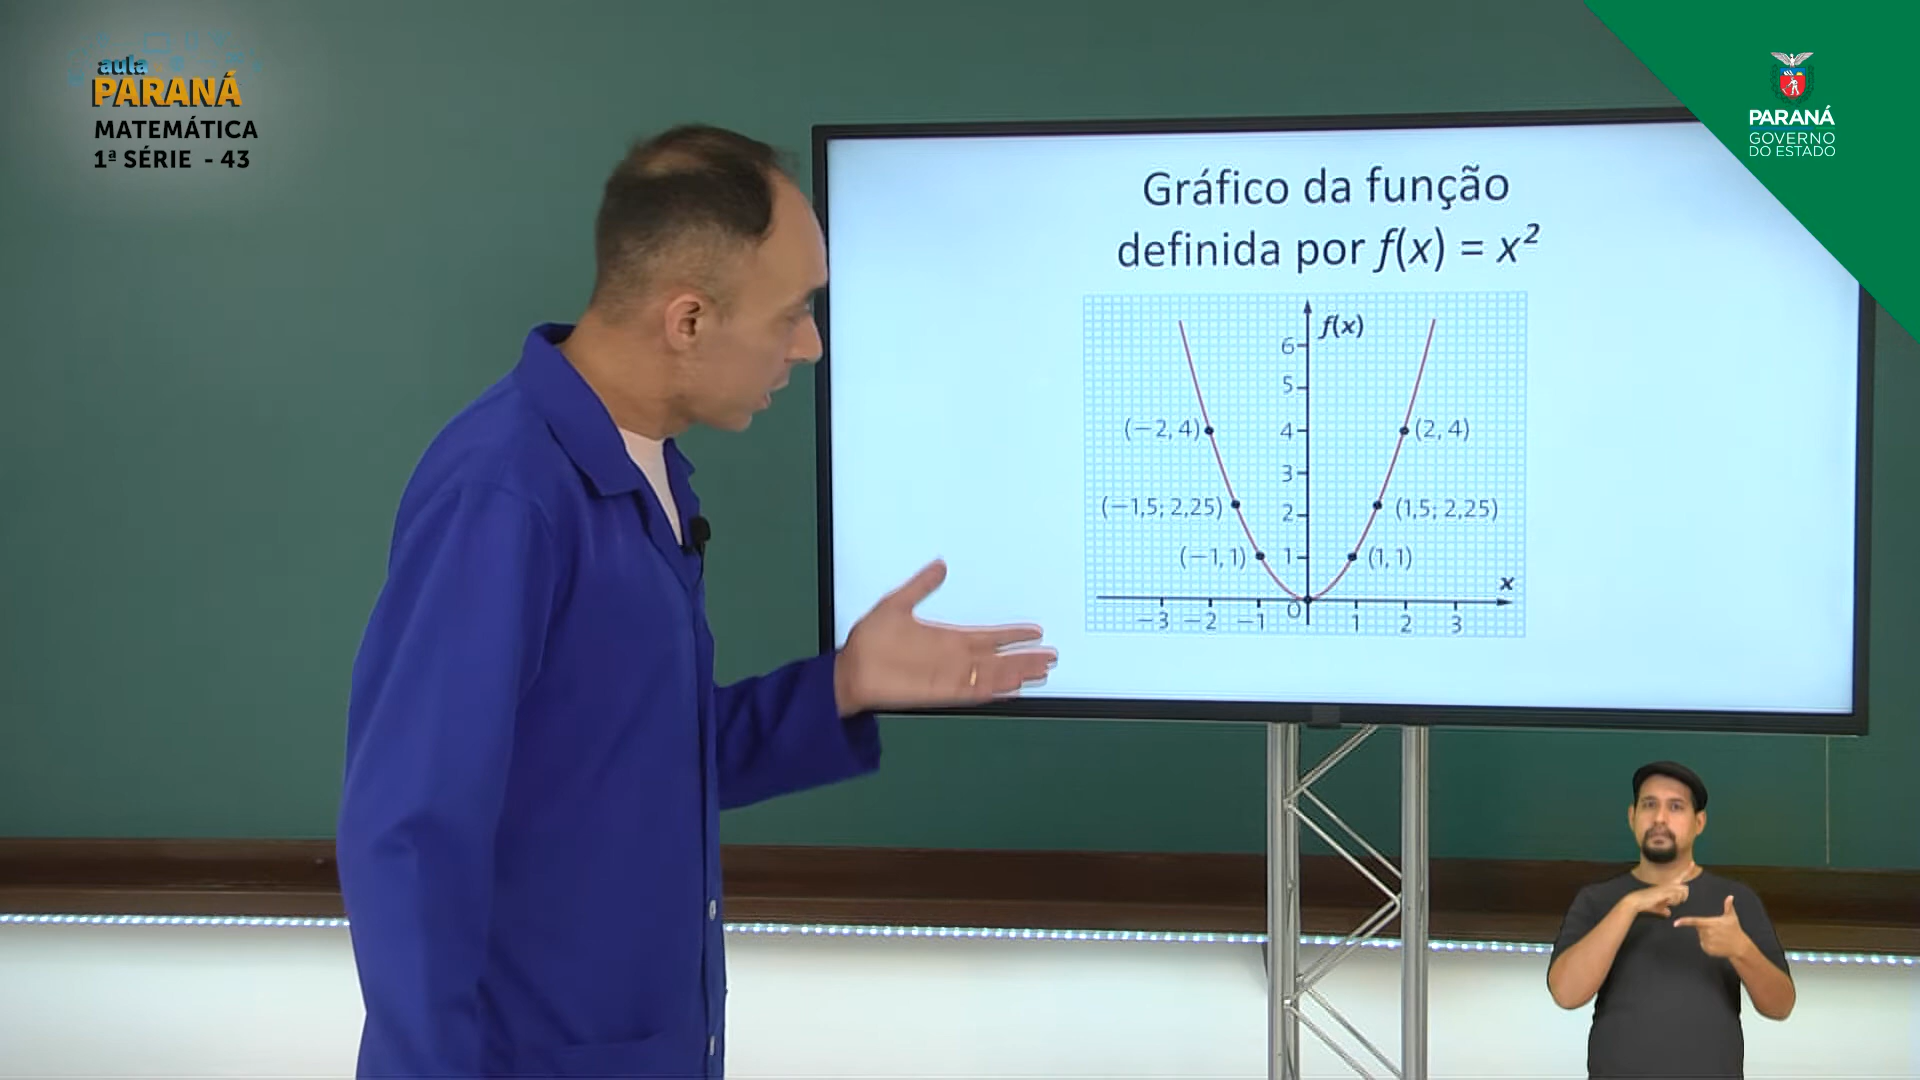 aula
PARANÁ
MATEMÁTICA
1ª SÉRIE - 43
PARANÁ
GOVERNO
DO ESTADO
Gráfico da função
definida por f(x) = x²
f(x)
6
5
(−2, 4) 4 (2, 4)
3
(−1,5; 2,25) 2 (1,5; 2,25)
(−1, 1) 1 (1, 1)
x
−3 −2 −1 0 1 2 3